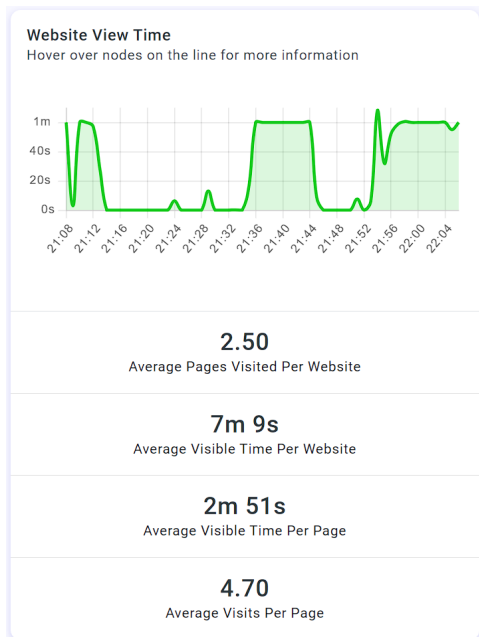 Website View Time
Hover over nodes on the line for more information
1m
40s
20s
0s
21:08 21:12 21:16 21:20 21:24 21:28 21:32 21:36 21:40 21:44 21:48 21:52 21:56 22:00 22:04
2.50
Average Pages Visited Per Website
7m 9s
Average Visible Time Per Website
2m 51s
Average Visible Time Per Page
4.70
Average Visits Per Page